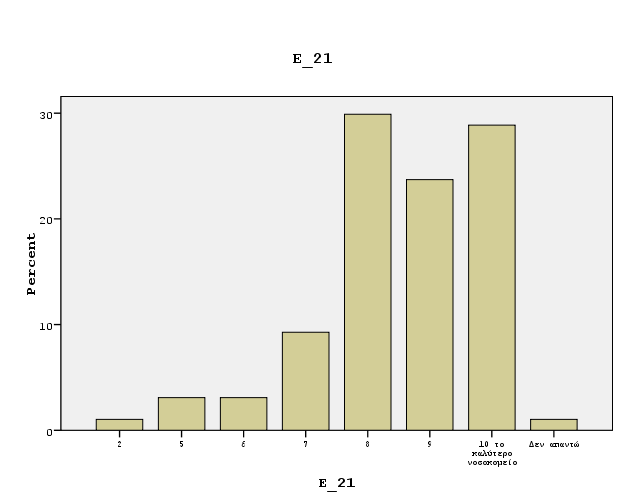 E_21
30
20
10
0
Percent
2
5
6
7
8
9
10 το
καλύτερο
νοσοκομείο
Δεν απαντώ
E_21